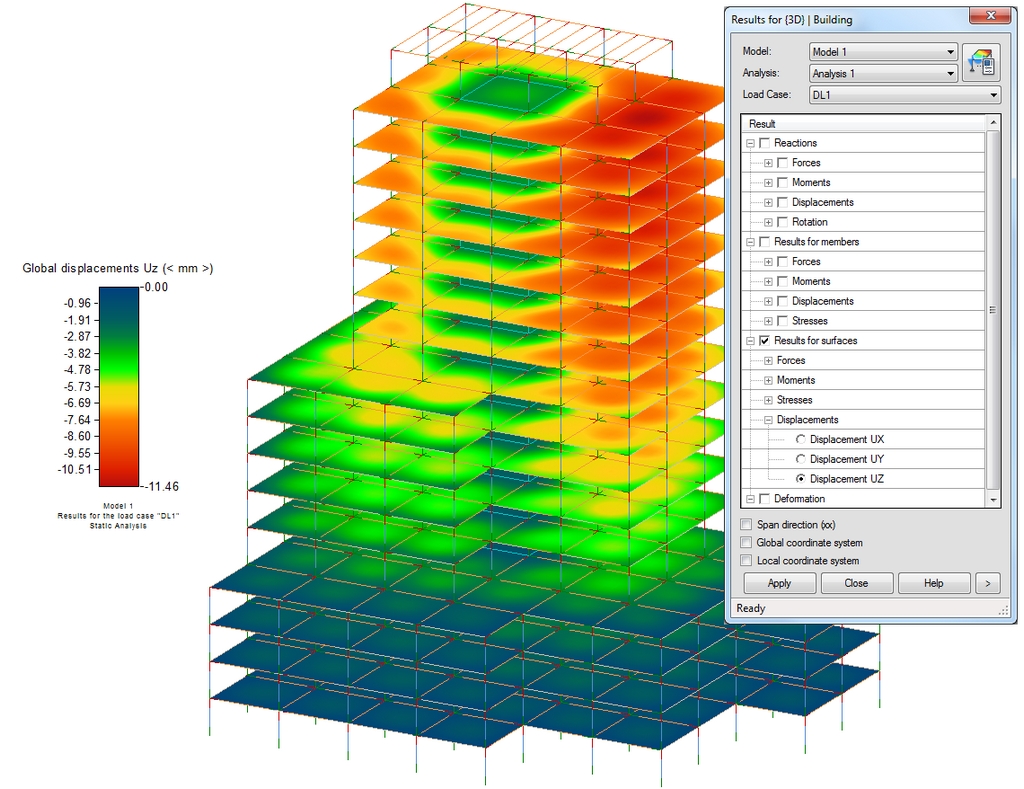 Results for {3D} | Building
Model: Model 1
Analysis: Analysis 1
Load Case: DL1
Result
Reactions
Forces
Moments
Displacements
Rotation
Results for members
Forces
Moments
Displacements
Stresses
Results for surfaces
Forces
Moments
Stresses
Displacements
Displacement UX
Displacement UY
Displacement UZ
Deformation
Span direction (xx)
Global coordinate system
Local coordinate system
Apply Close Help >
Ready
Global displacements Uz (< mm >)
-0.00
-0.96
-1.91
-2.87
-3.82
-4.78
-5.73
-6.69
-7.64
-8.60
-9.55
-10.51
--11.46
Model 1
Results for the load case "DL1"
Static Analysis